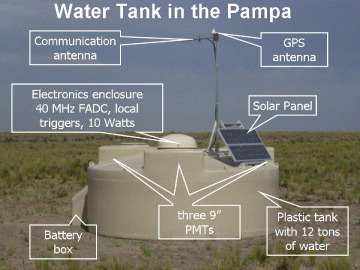 Water Tank in the Pampa
Communication
antenna
GPS
antenna
Electronics enclosure
40 MHz FADC, local
triggers, 10 Watts
Solar Panel
three 9”
PMTs
Battery
box
Plastic tank
with 12 tons
of water